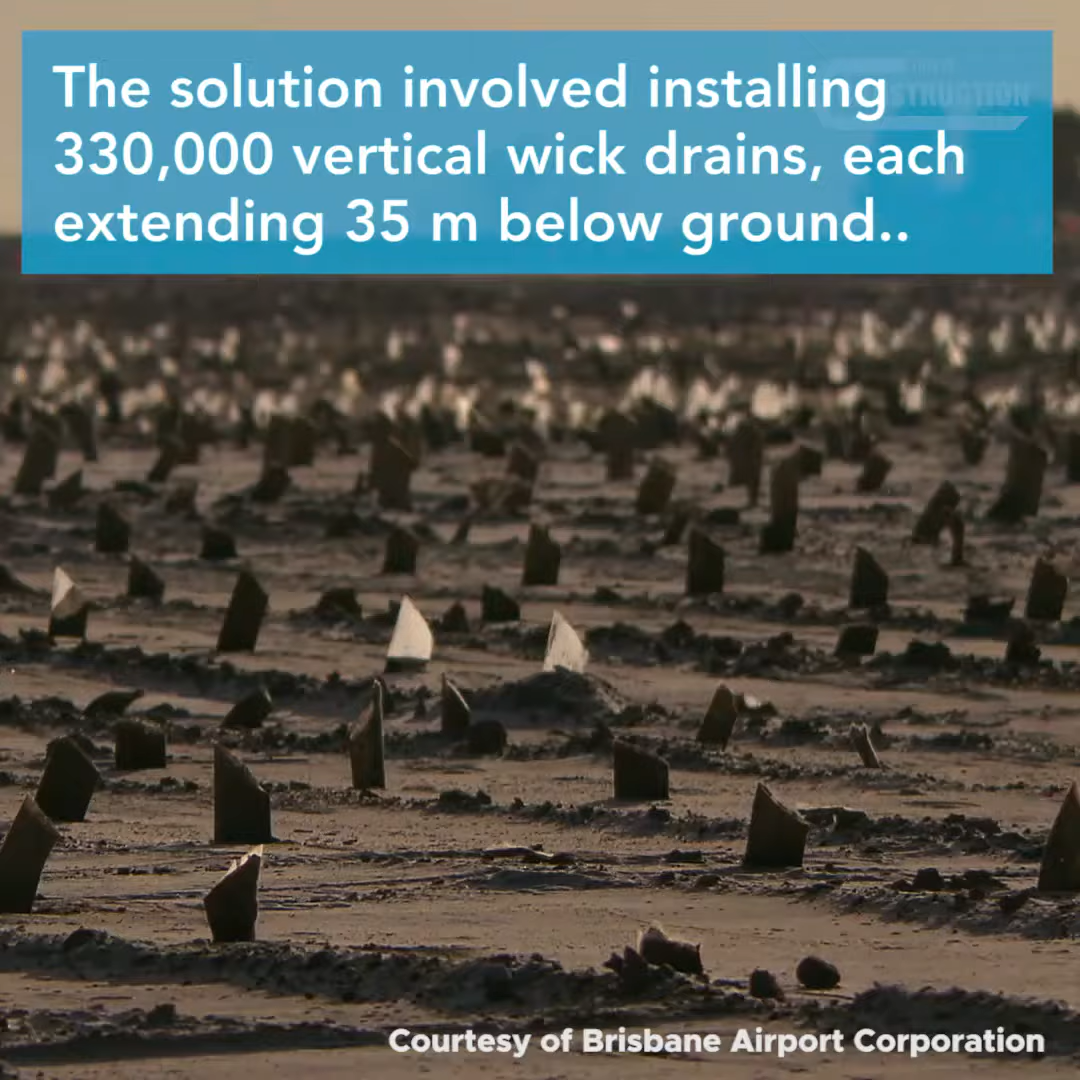 The solution involved installing
330,000 vertical wick drains, each
extending 35 m below ground..
CONSTRUCTION
Courtesy of Brisbane Airport Corporation